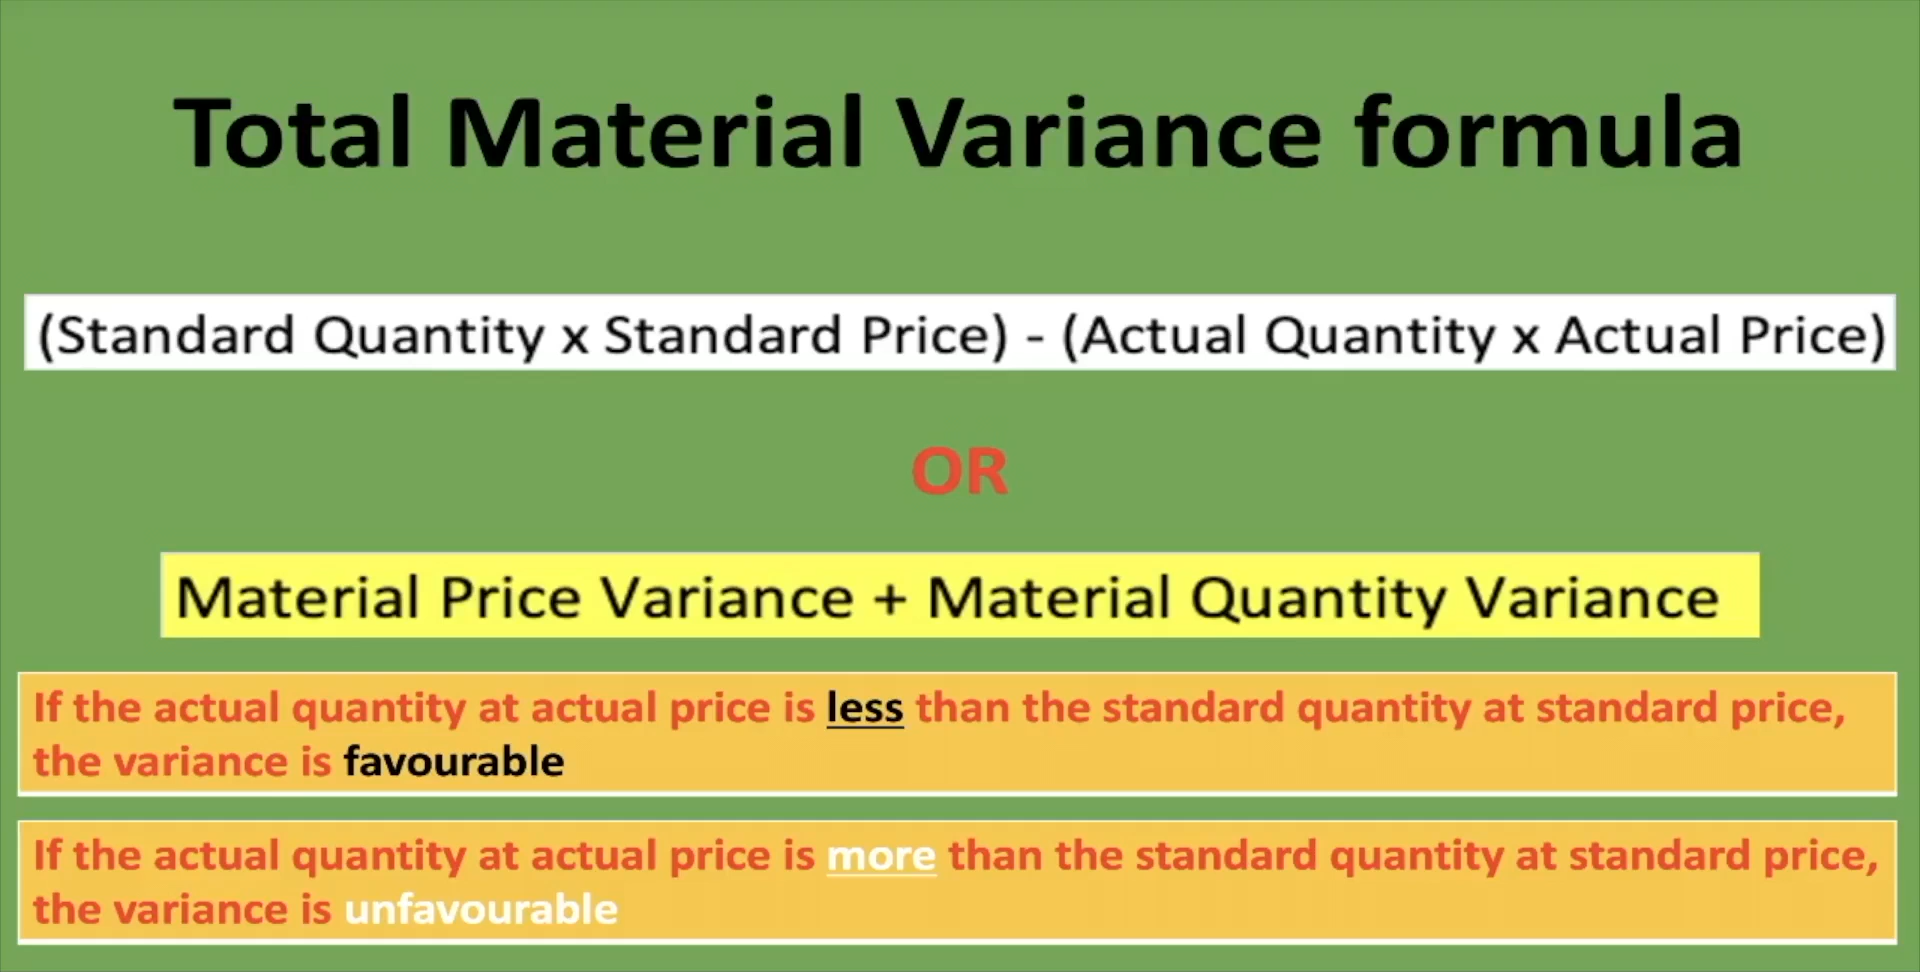 Total Material Variance formula
(Standard Quantity x Standard Price) - (Actual Quantity x Actual Price)
OR
Material Price Variance + Material Quantity Variance
If the actual quantity at actual price is less than the standard quantity at standard price,
the variance is favourable
If the actual quantity at actual price is more than the standard quantity at standard price,
the variance is unfavourable